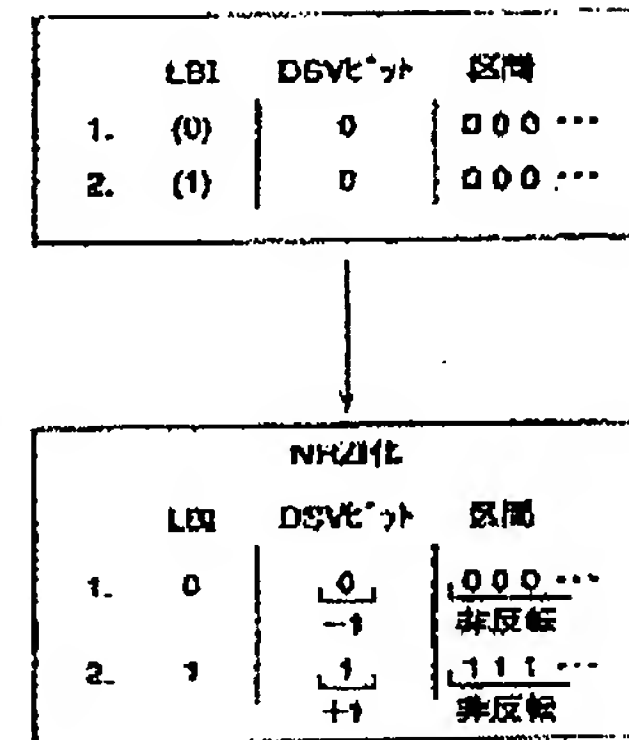 LBI DSVビット 区間
1. (0) 0 0 0 0 ・・・
2. (1) 0 0 0 0 ・・・
NRZI化
LBI DSVビット 区間
1. 0 0 0 0 0 ・・・
-1 非反転
2. 1 1 1 1 1 ・・・
+1 非反転